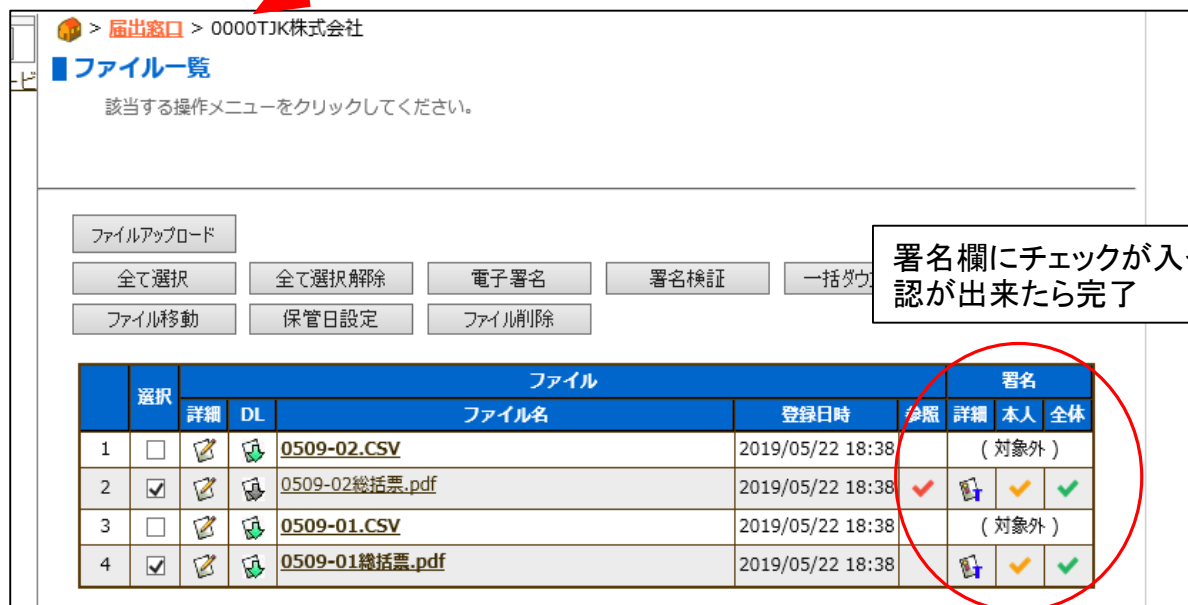 > 届出窓口 > 0000TJK株式会社
ービ
ファイル一覧
該当する操作メニューをクリックしてください。
ファイルアップロード
全て選択 全て選択解除 電子署名 署名検証 一括ダウ
ファイル移動 保管日設定 ファイル削除
署名欄にチェックが入
認が出来たら完了
選択 ファイル 署名
詳細 DL ファイル名 登録日時 参照 詳細 本人 全体
1 0509-02.CSV 2019/05/22 18:38 ( 対象外 )
2 0509-02総括票.pdf 2019/05/22 18:38
3 0509-01.CSV 2019/05/22 18:38 ( 対象外 )
4 0509-01總括票.pdf 2019/05/22 18:38